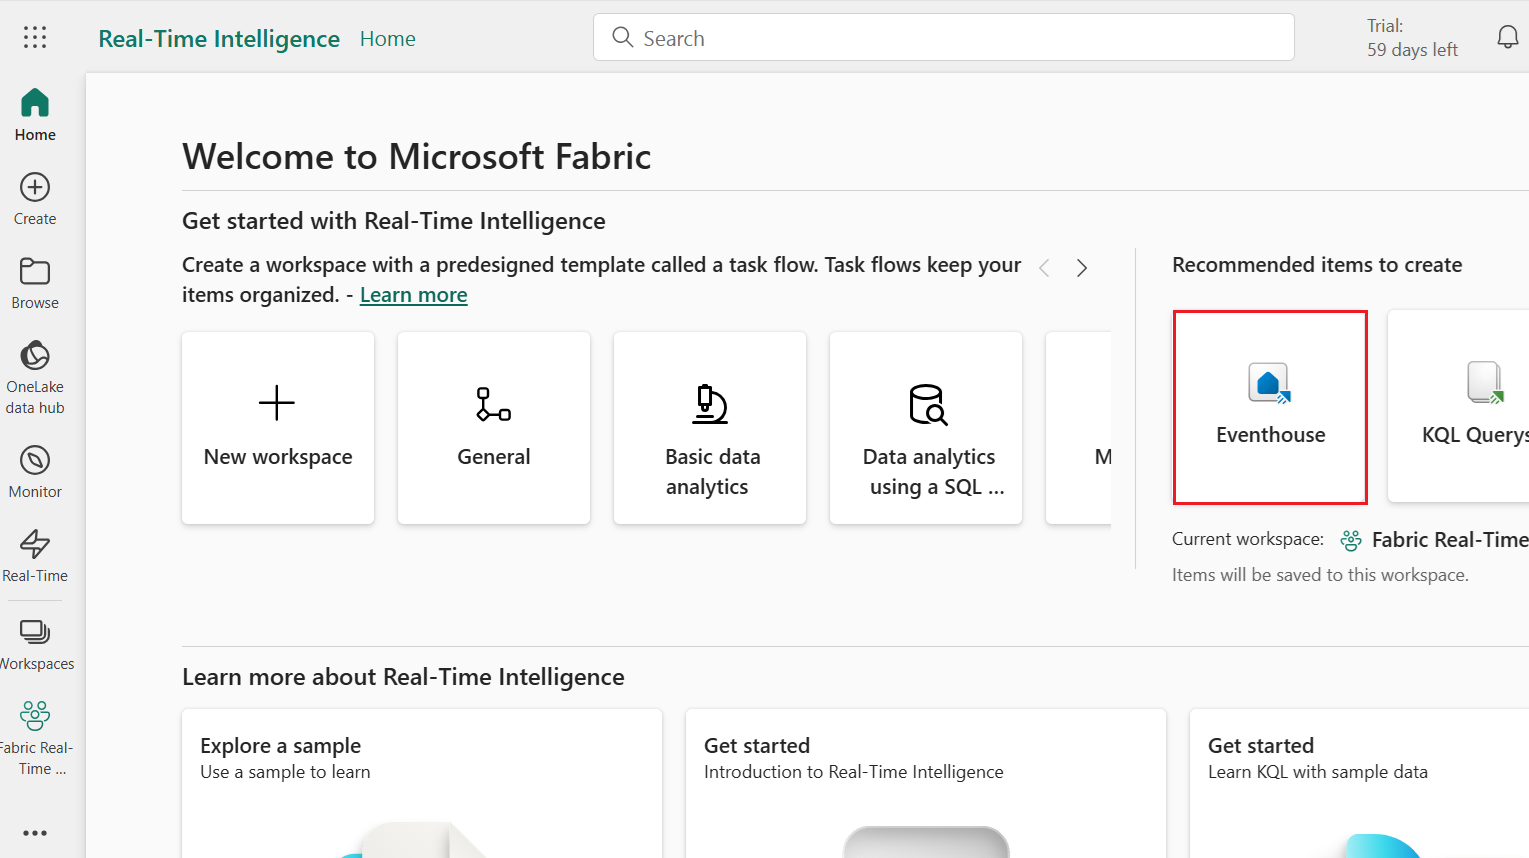 Real-Time Intelligence Home
Search
Trial:
59 days left
Home
Create
Browse
OneLake
data hub
Monitor
Real-Time
Workspaces
Fabric Real-
Time ...
Welcome to Microsoft Fabric
Get started with Real-Time Intelligence
Create a workspace with a predesigned template called a task flow. Task flows keep your
items organized. - Learn more
New workspace
General
Basic data
analytics
Data analytics
using a SQL ...
M
Recommended items to create
Eventhouse
KQL Querys
Current workspace: Fabric Real-Time
Items will be saved to this workspace.
Learn more about Real-Time Intelligence
Explore a sample
Use a sample to learn
Get started
Introduction to Real-Time Intelligence
Get started
Learn KQL with sample data